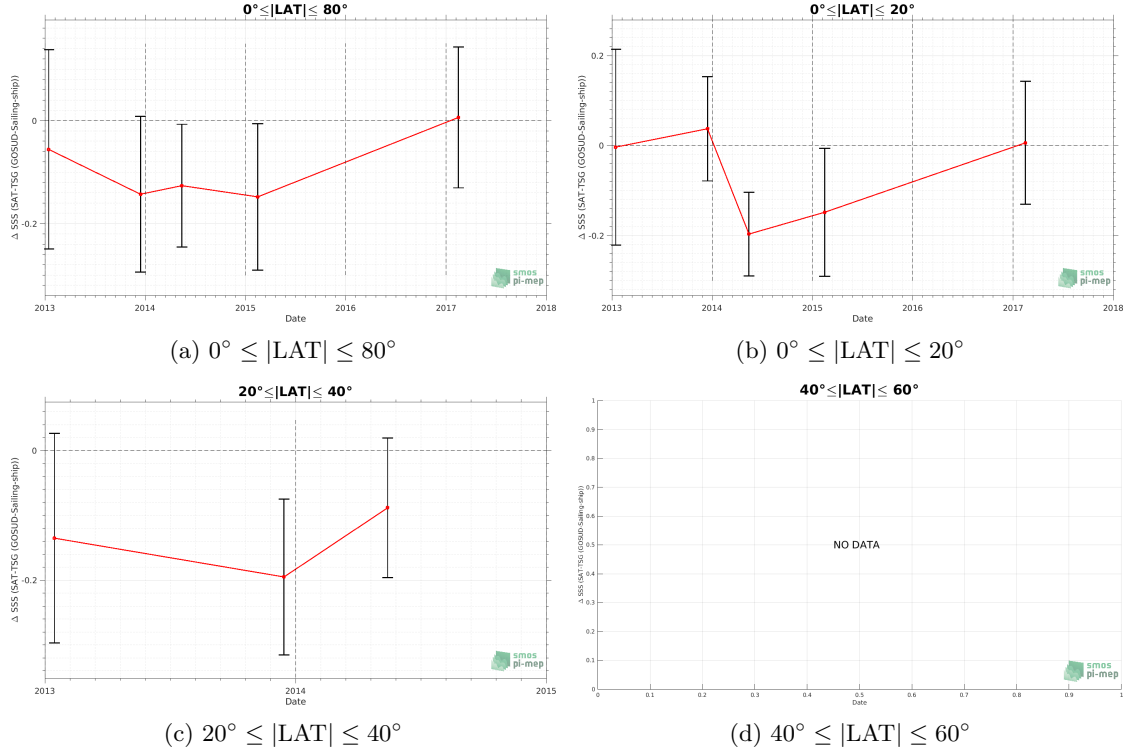 0°≤|LAT|≤ 80°
Δ SSS (SAT-TSG (GOSUD-Sailing-ship))
0
-0.2
2013 2014 2015 2016 2017 2018
Date
smos
pi-mep
(a) 0° ≤ |LAT| ≤ 80°
0°≤|LAT|≤ 20°
Δ SSS (SAT-TSG (GOSUD-Sailing-ship))
0.2
0
-0.2
2013 2014 2015 2016 2017 2018
Date
smos
pi-mep
(b) 0° ≤ |LAT| ≤ 20°
20°≤|LAT|≤ 40°
Δ SSS (SAT-TSG (GOSUD-Sailing-ship))
0
-0.2
2013 2014 2015
Date
smos
pi-mep
(c) 20° ≤ |LAT| ≤ 40°
40°≤|LAT|≤ 60°
Δ SSS (SAT-TSG (GOSUD-Sailing-ship))
1
0.9
0.8
0.7
0.6
0.5
0.4
0.3
0.2
0.1
0
NO DATA
0 0.1 0.2 0.3 0.4 0.5 0.6 0.7 0.8 0.9 1
Date
smos
pi-mep
(d) 40° ≤ |LAT| ≤ 60°